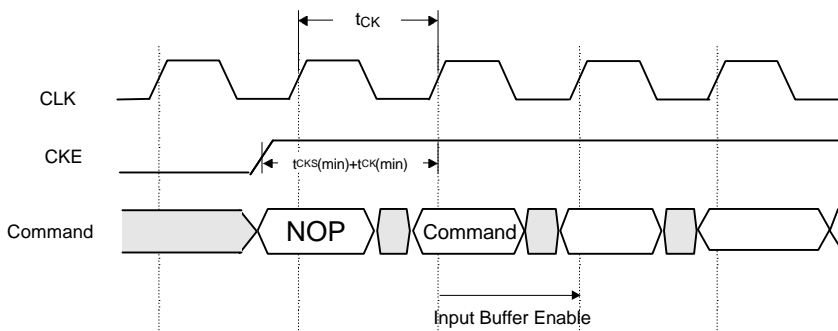 tCK
CLK
CKE
tCKS(min)+tCK(min)
Command
NOP
Command
Input Buffer Enable